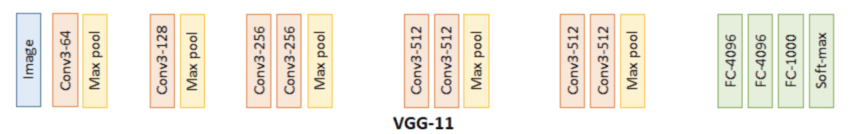 Image
Conv3-64
Max pool
Conv3-128
Max pool
Conv3-256
Conv3-256
Max pool
Conv3-512
Conv3-512
Max pool
Conv3-512
Conv3-512
Max pool
FC-4096
FC-4096
FC-1000
Soft-max
VGG-11